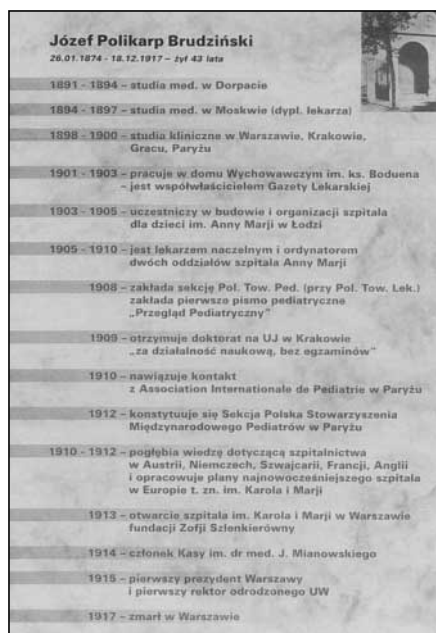 Józef Polikarp Brudziński
26.01.1874 - 18.12.1917 – żył 43 lata
1891 - 1894 – studia med. w Dorpacie
1894 - 1897 – studia med. w Moskwie (dypl. lekarza)
1898 - 1900 – studia kliniczne w Warszawie, Krakowie,
Gracu, Paryżu
1901 - 1903 – pracuje w domu Wychowawczym im. ks. Boduena
– jest współwłaścicielem Gazety Lekarskiej
1903 - 1905 – uczestniczy w budowie i organizacji szpitala
dla dzieci im. Anny Marji w Łodzi
1905 - 1910 – jest lekarzem naczelnym i ordynatorem
dwóch oddziałów szpitala Anny Marji
1908 – zakłada sekcję Pol. Tow. Ped. (przy Pol. Tow. Lek.)
zakłada pierwsze pismo pediatryczne
„Przegląd Pediatryczny”
1909 – otrzymuje doktorat na UJ w Krakowie
„za działalność naukową, bez egzaminów”
1910 – nawiązuje kontakt
z Association Internationale de Pediatrie w Paryżu
1912 – konstytuuje się Sekcja Polska Stowarzyszenia
Międzynarodowego Pediatrów w Paryżu
1910 - 1912 – pogłębia wiedzę dotyczącą szpitalnictwa
w Austrii, Niemczech, Szwajcarii, Francji, Anglii
i opracowuje plany najnowocześniejszego szpitala
w Europie t. zn. im. Karola i Marji
1913 – otwarcie szpitala im. Karola i Marji w Warszawie
fundacji Zofji Szlenkierówny
1914 – członek Kasy im. dr med. J. Mianowskiego
1915 – pierwszy prezydent Warszawy
i pierwszy rektor odrodzonego UW
1917 – zmarł w Warszawie